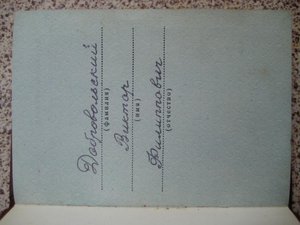 Добровольский
(фамилия)
Виктор
(имя)
Филиппович
(отчество)